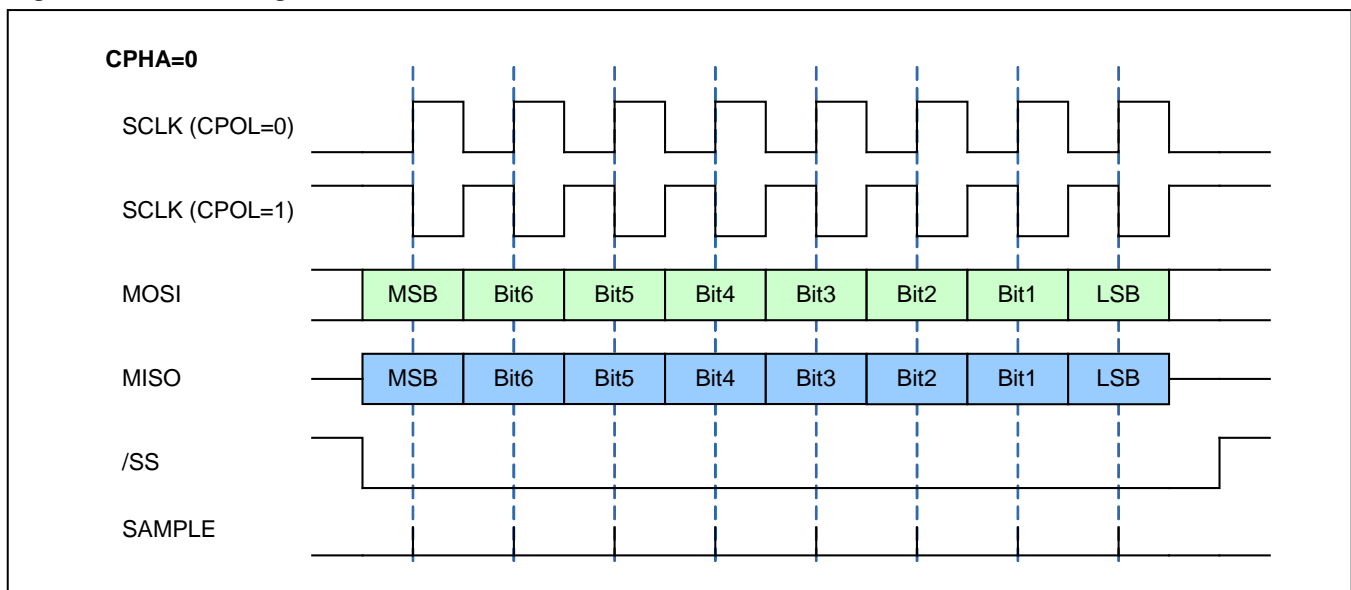 CPHA=0
SCLK (CPOL=0)
SCLK (CPOL=1)
MOSI MSB Bit6 Bit5 Bit4 Bit3 Bit2 Bit1 LSB
MISO MSB Bit6 Bit5 Bit4 Bit3 Bit2 Bit1 LSB
/SS
SAMPLE